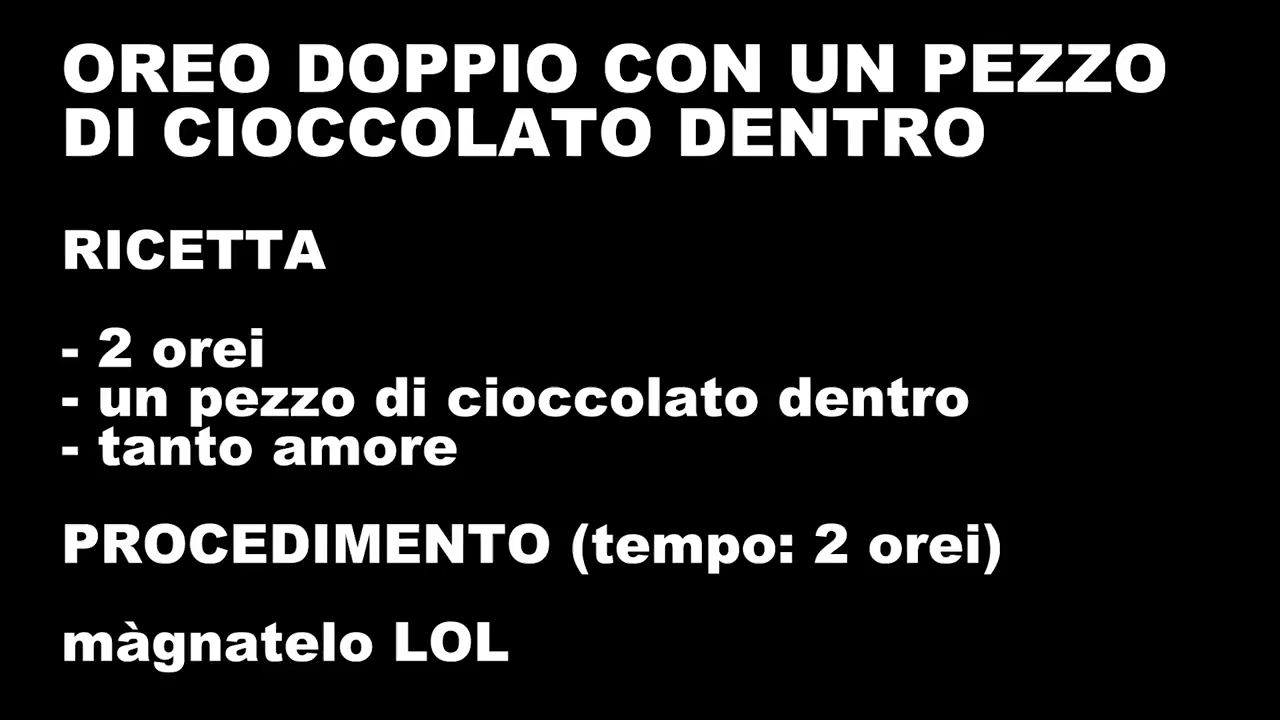 OREO DOPPIO CON UN PEZZO
DI CIOCCOLATO DENTRO
RICETTA
- 2 orei
- un pezzo di cioccolato dentro
- tanto amore
PROCEDIMENTO (tempo: 2 orei)
màgnatelo LOL